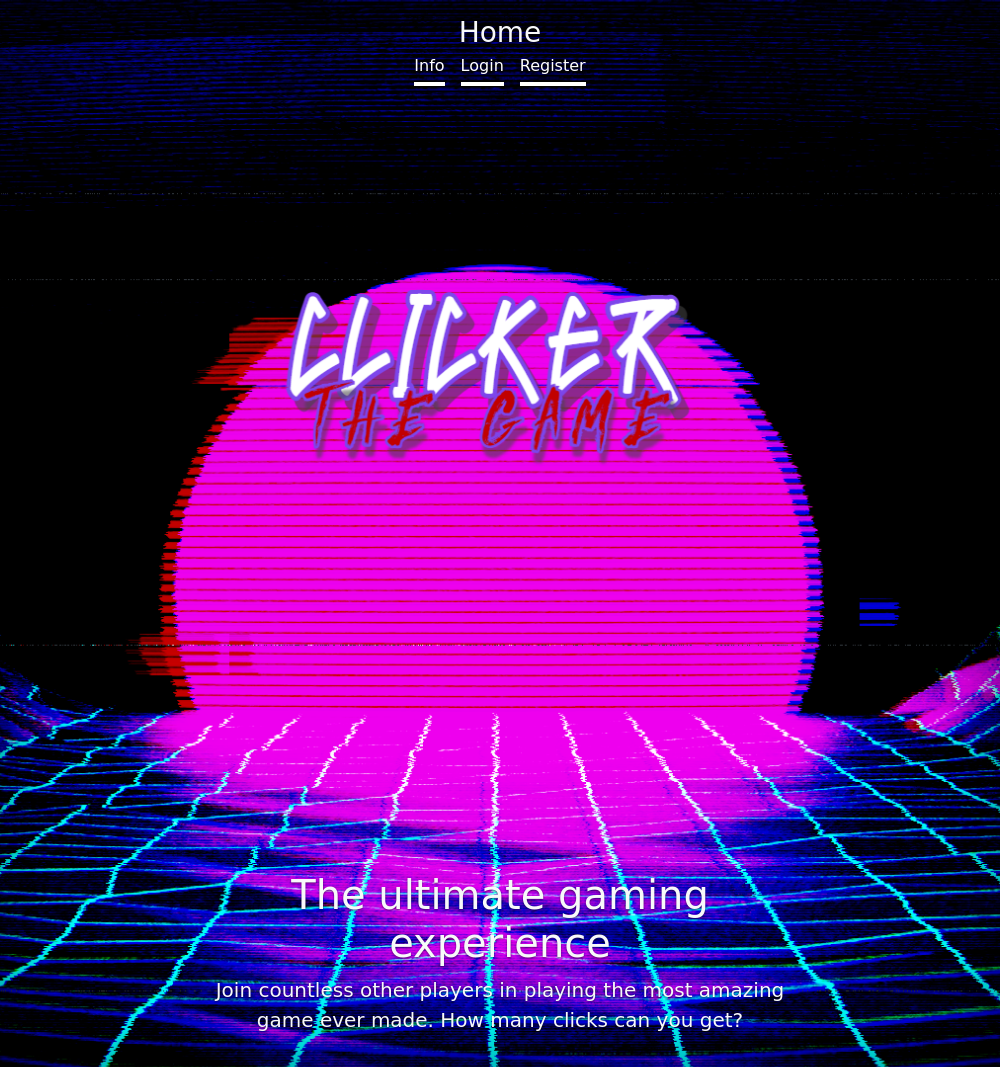 Home
Info Login Register
CLICKER
THE GAME
The ultimate gaming
experience
Join countless other players in playing the most amazing
game ever made. How many clicks can you get?